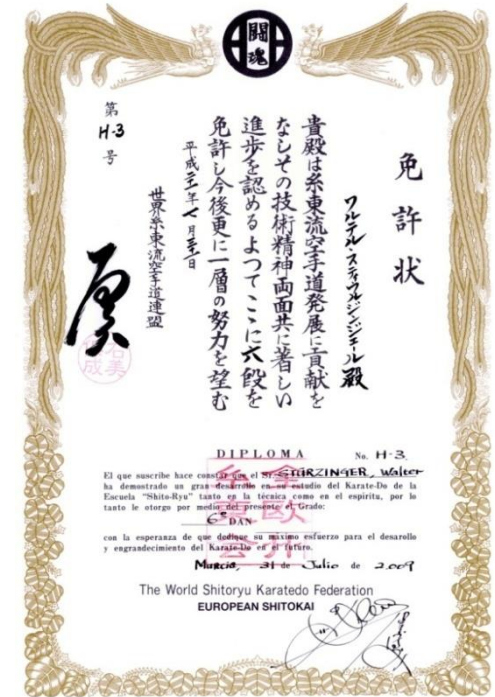 闘魂
免許状
ワルテル・スティウルジンジェール殿
貴殿は糸東流空手道発展に貢献を
なしその技術精神両面共に著しい
進歩を認めるよつてここに六段を
免許し今後更に一層の努力を望む
平成二十一年七月三十一日
世界糸東流空手道連盟
第
H-3
号
DIPLOMA No. H-3
El que suscribe hace constar que el Sr. STÜRZINGER, Walter
ha demostrado un gran desarrollo en su estudio del Karate-Do de la
Escuela "Shito-Ryu" tanto en la técnica como en el espíritu, por lo
tanto le otorgo por medio del presente el Grado:
6º DAN
con la esperanza de que dedique su máximo esfuerzo para el desarollo
y engrandecimiento del Karate-Do en el futuro.
Murcia, 31 de Julio de 2.009
The World Shitoryu Karatedo Federation
EUROPEAN SHITOKAI